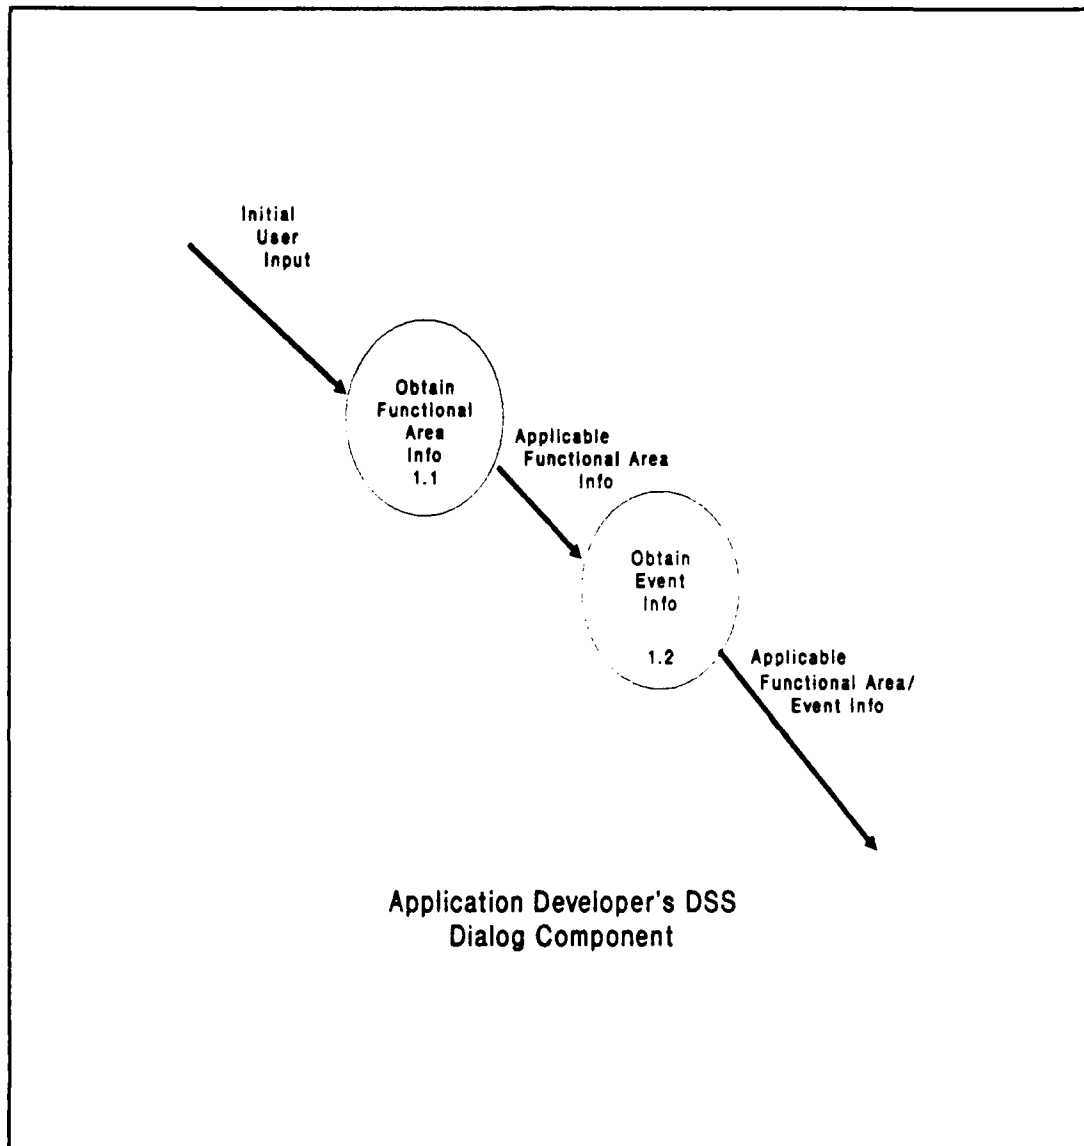 Initial
User
Input
Obtain
Functional
Area
Info
1.1
Applicable
Functional Area
Info
Obtain
Event
Info
1.2
Applicable
Functional Area/
Event Info
Application Developer's DSS
Dialog Component